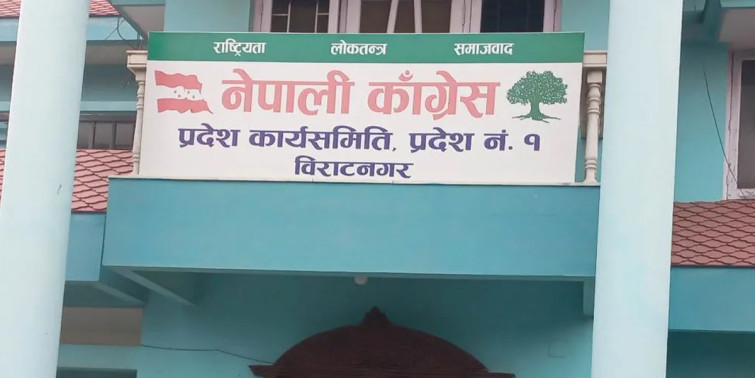 राष्ट्रियता लोकतन्त्र समाजवाद
नेपाली काँग्रेस
प्रदेश कार्यसमिति, प्रदेश नं. १
विराटनगर